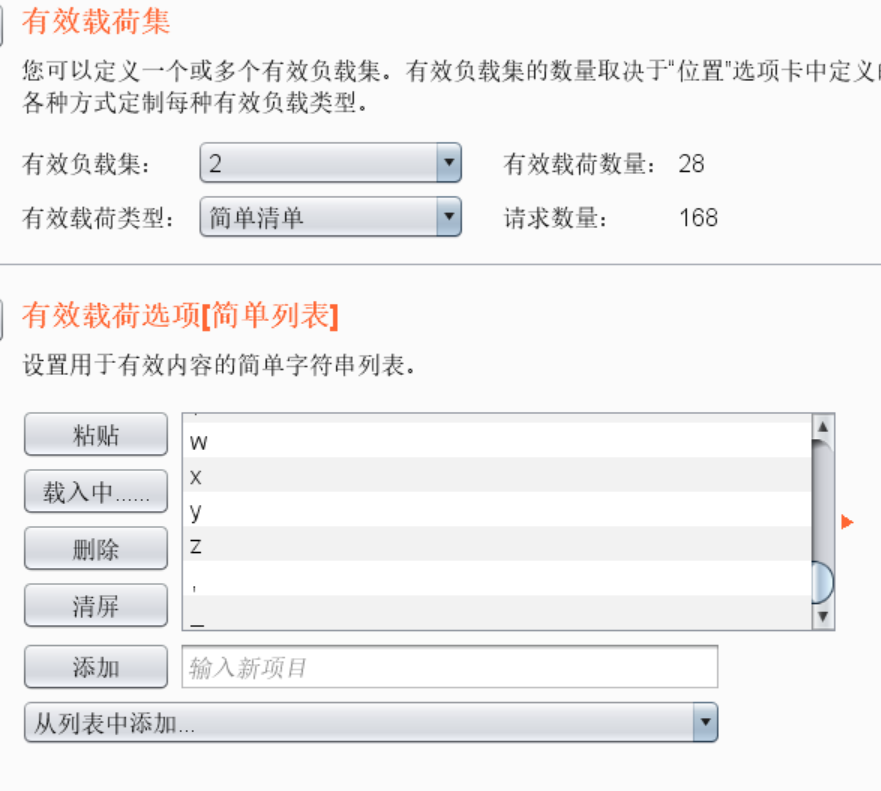 有效载荷集
您可以定义一个或多个有效负载集。有效负载集的数量取决于“位置”选项卡中定义
各种方式定制每种有效负载类型。
有效负载集： 2 有效载荷数量： 28
有效载荷类型： 简单清单 请求数量： 168
有效载荷选项[简单列表]
设置用于有效内容的简单字符串列表。
粘贴
载入中......
删除
清屏
w
x
y
z
,
_
添加 输入新项目
从列表中添加...